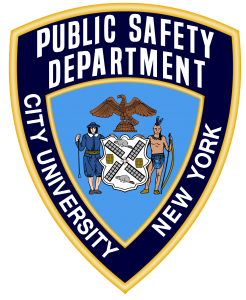 PUBLIC SAFETY
DEPARTMENT
CITY UNIVERSITY
NEW YORK